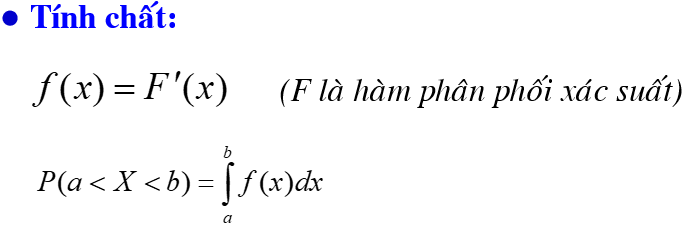 ● Tính chất:
f(x) = F'(x) (F là hàm phân phối xác suất)
P(a < X < b) = ∫_a^b f(x)dx